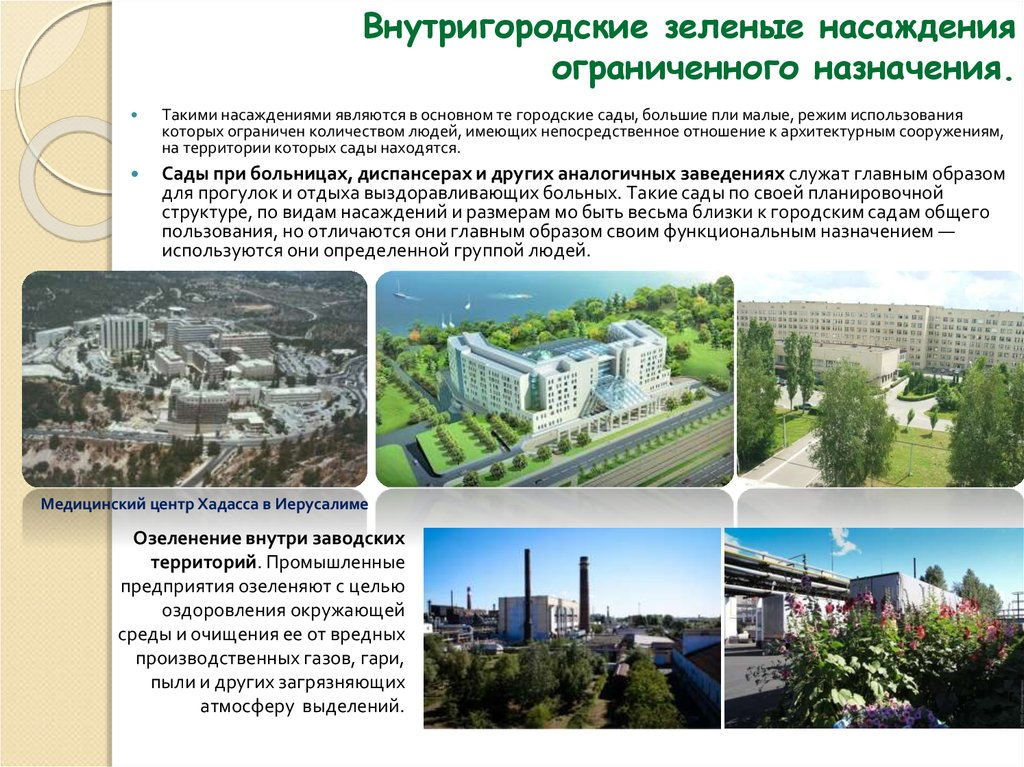 Внутригородские зеленые насаждения
ограниченного назначения.
• Такими насаждениями являются в основном те городские сады, большие пли малые, режим использования
которых ограничен количеством людей, имеющих непосредственное отношение к архитектурным сооружениям,
на территории которых сады находятся.
• Сады при больницах, диспансерах и других аналогичных заведениях служат главным образом
для прогулок и отдыха выздоравливающих больных. Такие сады по своей планировочной
структуре, по видам насаждений и размерам мо быть весьма близки к городским садам общего
пользования, но отличаются они главным образом своим функциональным назначением —
используются они определенной группой людей.
Медицинский центр Хадасса в Иерусалиме
Озеленение внутри заводских
территорий. Промышленные
предприятия озеленяют с целью
оздоровления окружающей
среды и очищения ее от вредных
производственных газов, гари,
пыли и других загрязняющих
атмосферу выделений.